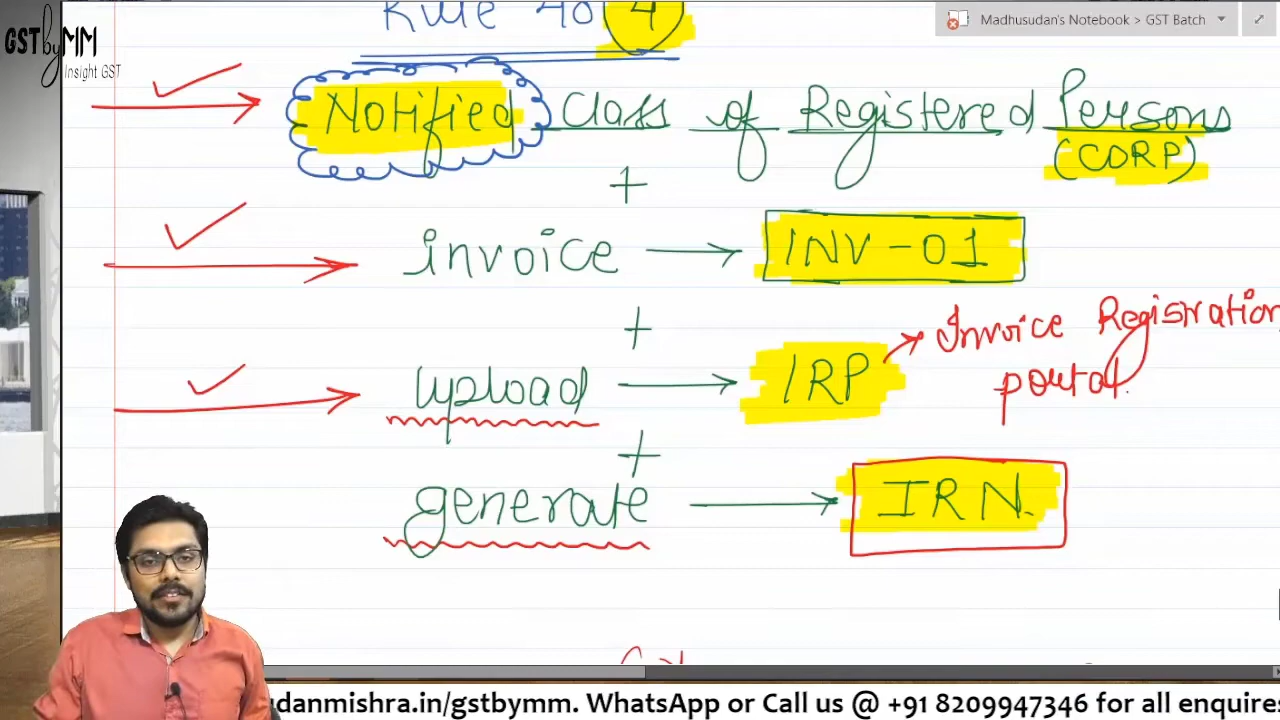 Rule 48 4
Madhusudan's Notebook > GST Batch
GSTbyMM
Insight GST
Notified Class of Registered Persons
(CORP)
+
invoice → INV-01
+
Invoice Registration
upload → IRP
portal.
+
generate → IRN.
udanmishra.in/gstbymm. WhatsApp or Call us @ +91 8209947346 for all enquires